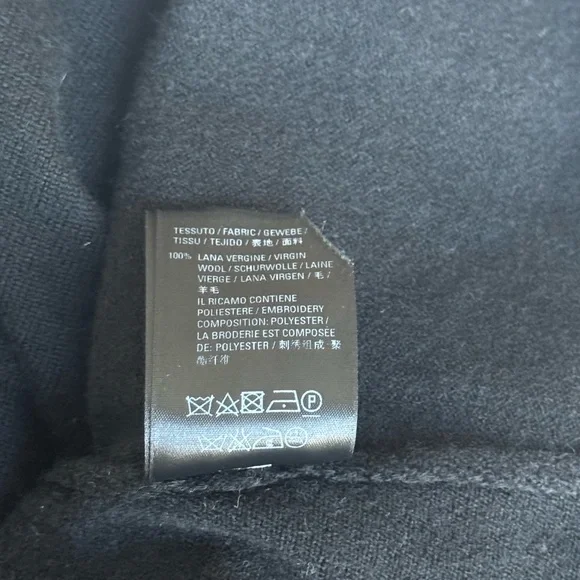 TESSUTO / FABRIC / GEWEBE /
TISSU / TEJIDO / 表地 / 面料
100% LANA VERGINE / VIRGIN
WOOL / SCHURWOLLE / LAINE
VIERGE / LANA VIRGEN / 毛 /
羊毛
IL RICAMO CONTIENE
POLIESTERE / EMBROIDERY
COMPOSITION: POLYESTER /
LA BRODERIE EST COMPOSÉE
DE: POLYESTER / 刺绣组成·聚
酯纤维
P